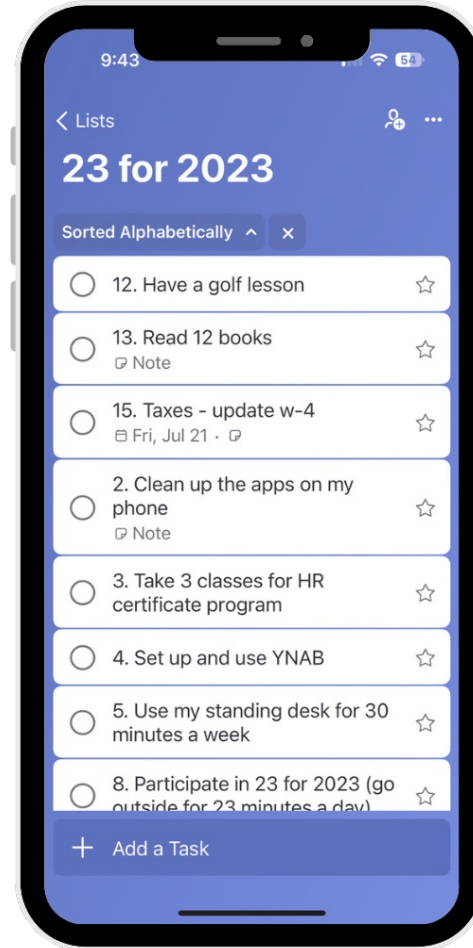 9:43
54
Lists
23 for 2023
Sorted Alphabetically
12. Have a golf lesson
13. Read 12 books
Note
15. Taxes - update w-4
Fri, Jul 21 ·
2. Clean up the apps on my
phone
Note
3. Take 3 classes for HR
certificate program
4. Set up and use YNAB
5. Use my standing desk for 30
minutes a week
8. Participate in 23 for 2023 (go
outside for 23 minutes a day)
Add a Task